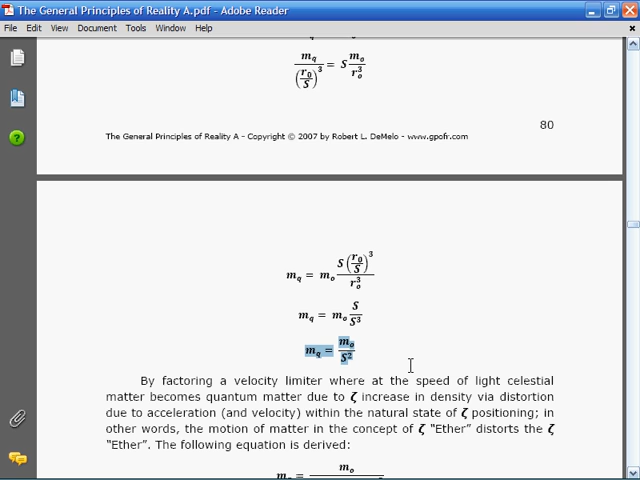 The General Principles of Reality A.pdf - Adobe Reader
File Edit View Document Tools Window Help
m_q / (r_0/S)^3 = S m_o/r_o^3
80
The General Principles of Reality A - Copyright © 2007 by Robert L. DeMelo - www.gpofr.com
m_q = m_o S(r_0/S)^3 / r_o^3
m_q = m_o S/S^3
m_q = m_o/S^2
By factoring a velocity limiter where at the speed of light celestial
matter becomes quantum matter due to ζ increase in density via distortion
due to acceleration (and velocity) within the natural state of ζ positioning; in
other words, the motion of matter in the concept of ζ “Ether” distorts the ζ
“Ether”. The following equation is derived:
m_q = m_o